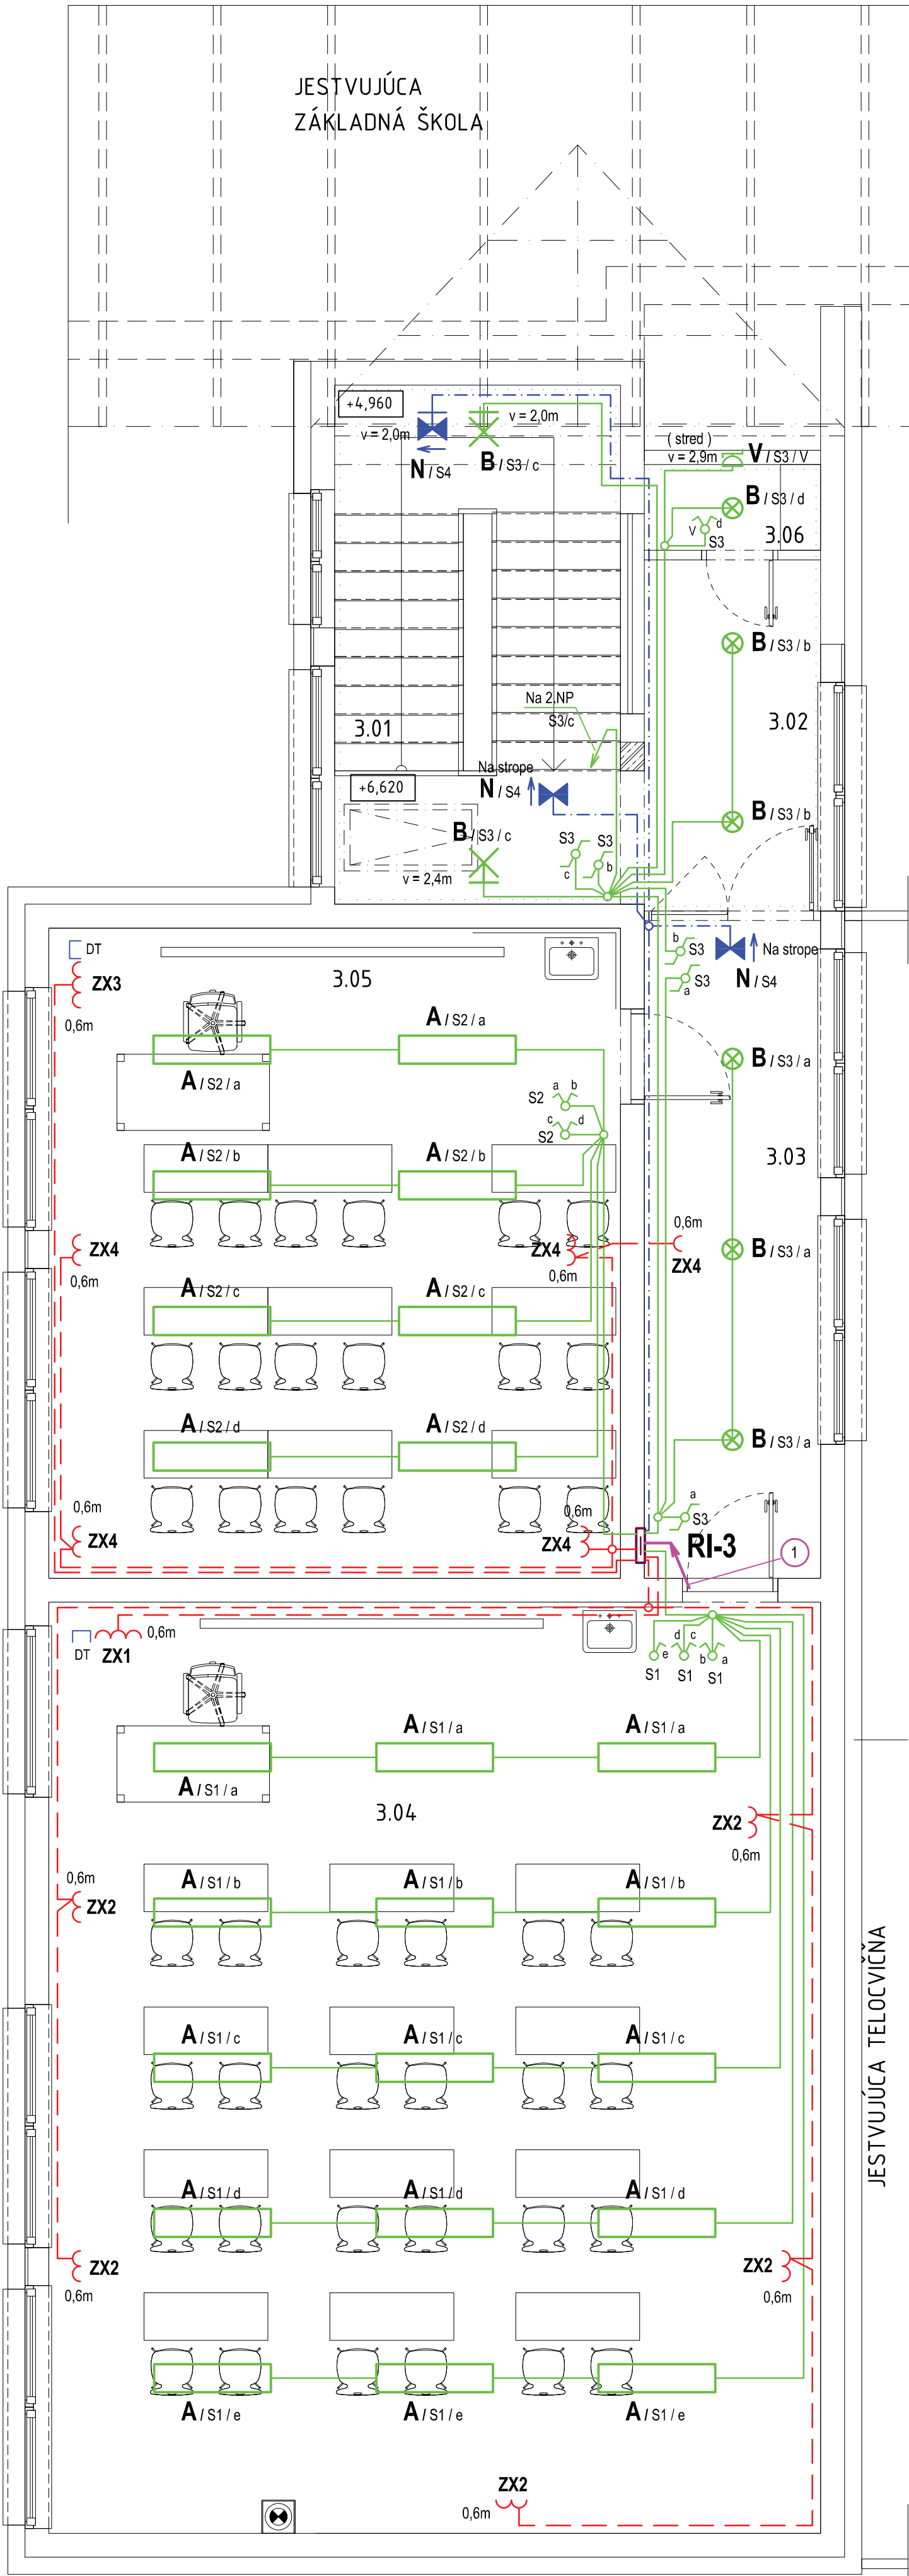 JESTVUJÚCA
ZÁKLADNÁ ŠKOLA
+4,960
v = 2,0m
v = 2,0m
N / S4
B / S3 / c
( stred )
v = 2,9m
V / S3 / V
B / S3 / d
V
d
S3
3.06
B / S3 / b
Na 2.NP
S3/c
3.01
3.02
Na strope
+6,620
N / S4
B / S3 / b
B / S3 / c
S3
S3
c
b
v = 2,4m
DT
b
S3
Na strope
ZX3
3.05
S3
a
N / S4
0,6m
A / S2 / a
B / S3 / a
A / S2 / a
a
b
S2
c
d
S2
A / S2 / b
A / S2 / b
3.03
0,6m
ZX4
ZX4
B / S3 / a
0,6m
0,6m
ZX4
A / S2 / c
A / S2 / c
A / S2 / d
A / S2 / d
B / S3 / a
0,6m
0,6m
a
S3
ZX4
ZX4
RI-3
1
0,6m
DT
ZX1
d
c
e
b
a
S1
S1
S1
A / S1 / a
A / S1 / a
A / S1 / a
3.04
ZX2
0,6m
0,6m
ZX2
A / S1 / b
A / S1 / b
A / S1 / b
JESTVUJÚCA TELOCVIČŇA
A / S1 / c
A / S1 / c
A / S1 / c
A / S1 / d
A / S1 / d
A / S1 / d
ZX2
0,6m
ZX2
0,6m
A / S1 / e
A / S1 / e
A / S1 / e
ZX2
0,6m